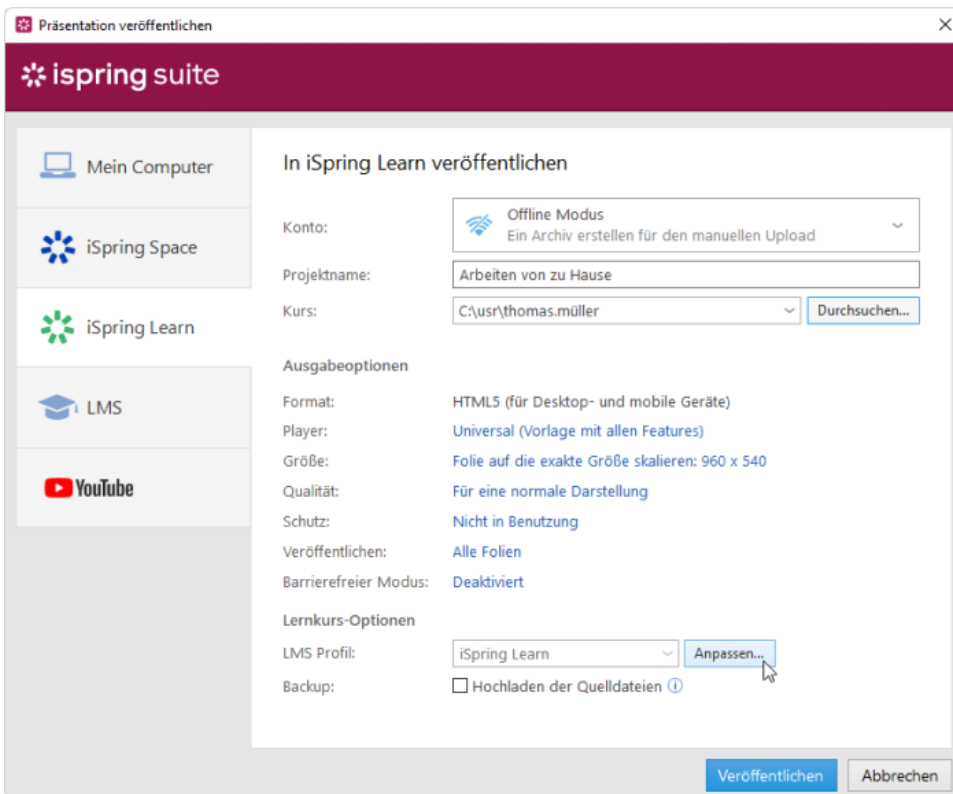 Präsentation veröffentlichen
ispring suite
Mein Computer
iSpring Space
iSpring Learn
LMS
YouTube
In iSpring Learn veröffentlichen
Konto:
Offline Modus
Ein Archiv erstellen für den manuellen Upload
Projektname: Arbeiten von zu Hause
Kurs: C:\usr\thomas.müller Durchsuchen...
Ausgabeoptionen
Format: HTML5 (für Desktop- und mobile Geräte)
Player: Universal (Vorlage mit allen Features)
Größe: Folie auf die exakte Größe skalieren: 960 x 540
Qualität: Für eine normale Darstellung
Schutz: Nicht in Benutzung
Veröffentlichen: Alle Folien
Barrierefreier Modus: Deaktiviert
Lernkurs-Optionen
LMS Profil: iSpring Learn Anpassen...
Backup: Hochladen der Quelldateien
Veröffentlichen Abbrechen